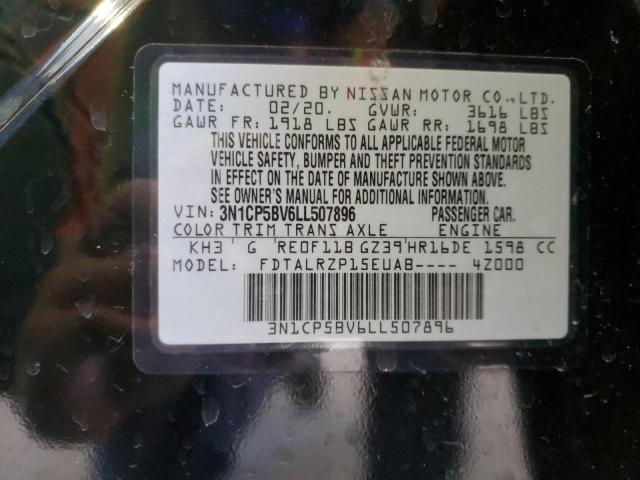 MANUFACTURED BY NISSAN MOTOR CO.,LTD.
DATE: 02/20. GVWR: 3616 LBS
GAWR FR: 1918 LBS GAWR RR: 1698 LBS
THIS VEHICLE CONFORMS TO ALL APPLICABLE FEDERAL MOTOR
VEHICLE SAFETY, BUMPER AND THEFT PREVENTION STANDARDS
IN EFFECT ON THE DATE OF MANUFACTURE SHOWN ABOVE.
SEE OWNER'S MANUAL FOR ADDITIONAL INFORMATION.
VIN: 3N1CP5BV6LL507896 PASSENGER CAR.
COLOR TRIM TRANS AXLE ENGINE
KH3 ' G 'RE0F11B GZ39'HR16DE 1598 CC
MODEL: FDTALRZP15EUAB---- 4Z000
3N1CP5BV6LL507896